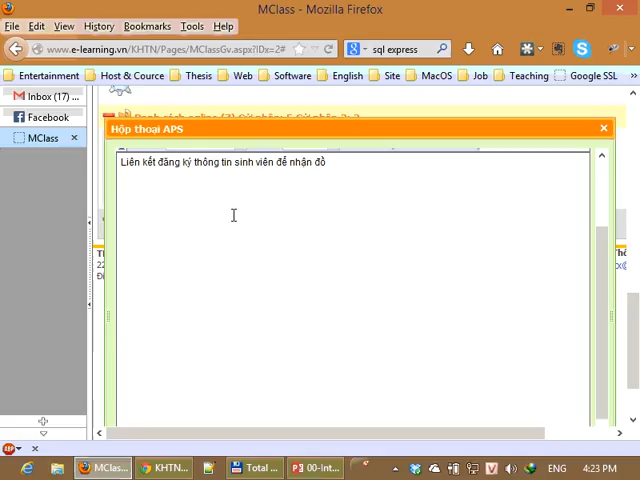 MClass - Mozilla Firefox
File Edit View History Bookmarks Tools Help
www.e-learning.vn/KHTN/Pages/MClassGv.aspx?IDx=2#
sql express
Entertainment Host & Cource Thesis Web Software English Site MacOS Job Teaching Google SSL
Inbox (17) ...
Facebook
MClass
Hộp thoại APS
Liên kết đăng ký thông tin sinh viên để nhận đồ
MClass...
KHTN...
Total ...
00-Int...
ENG
4:23 PM